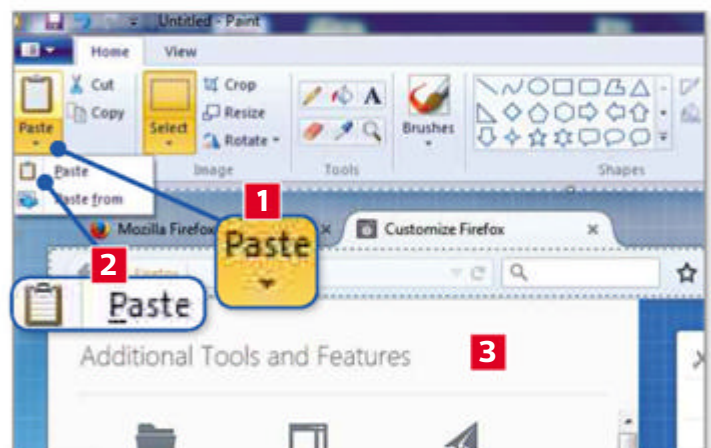 Untitled - Paint
Home View
Cut
Copy
Paste
Select
Crop
Resize
Rotate
A
Brushes
Image
Tools
Shapes
Paste
Paste from
1
Mozilla Firefox
Customize Firefox
Paste
2
Paste
Additional Tools and Features
3